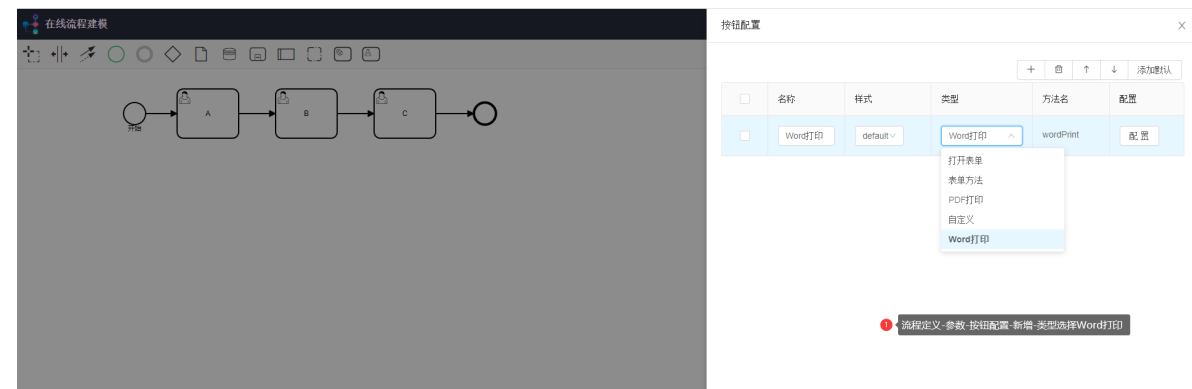 在线流程建模
开始
A
B
C
按钮配置
添加默认
名称 样式 类型 方法名 配置
Word打印 default Word打印 wordPrint 配 置
打开表单
表单方法
PDF打印
自定义
Word打印
1 流程定义-参数-按钮配置-新增-类型选择Word打印